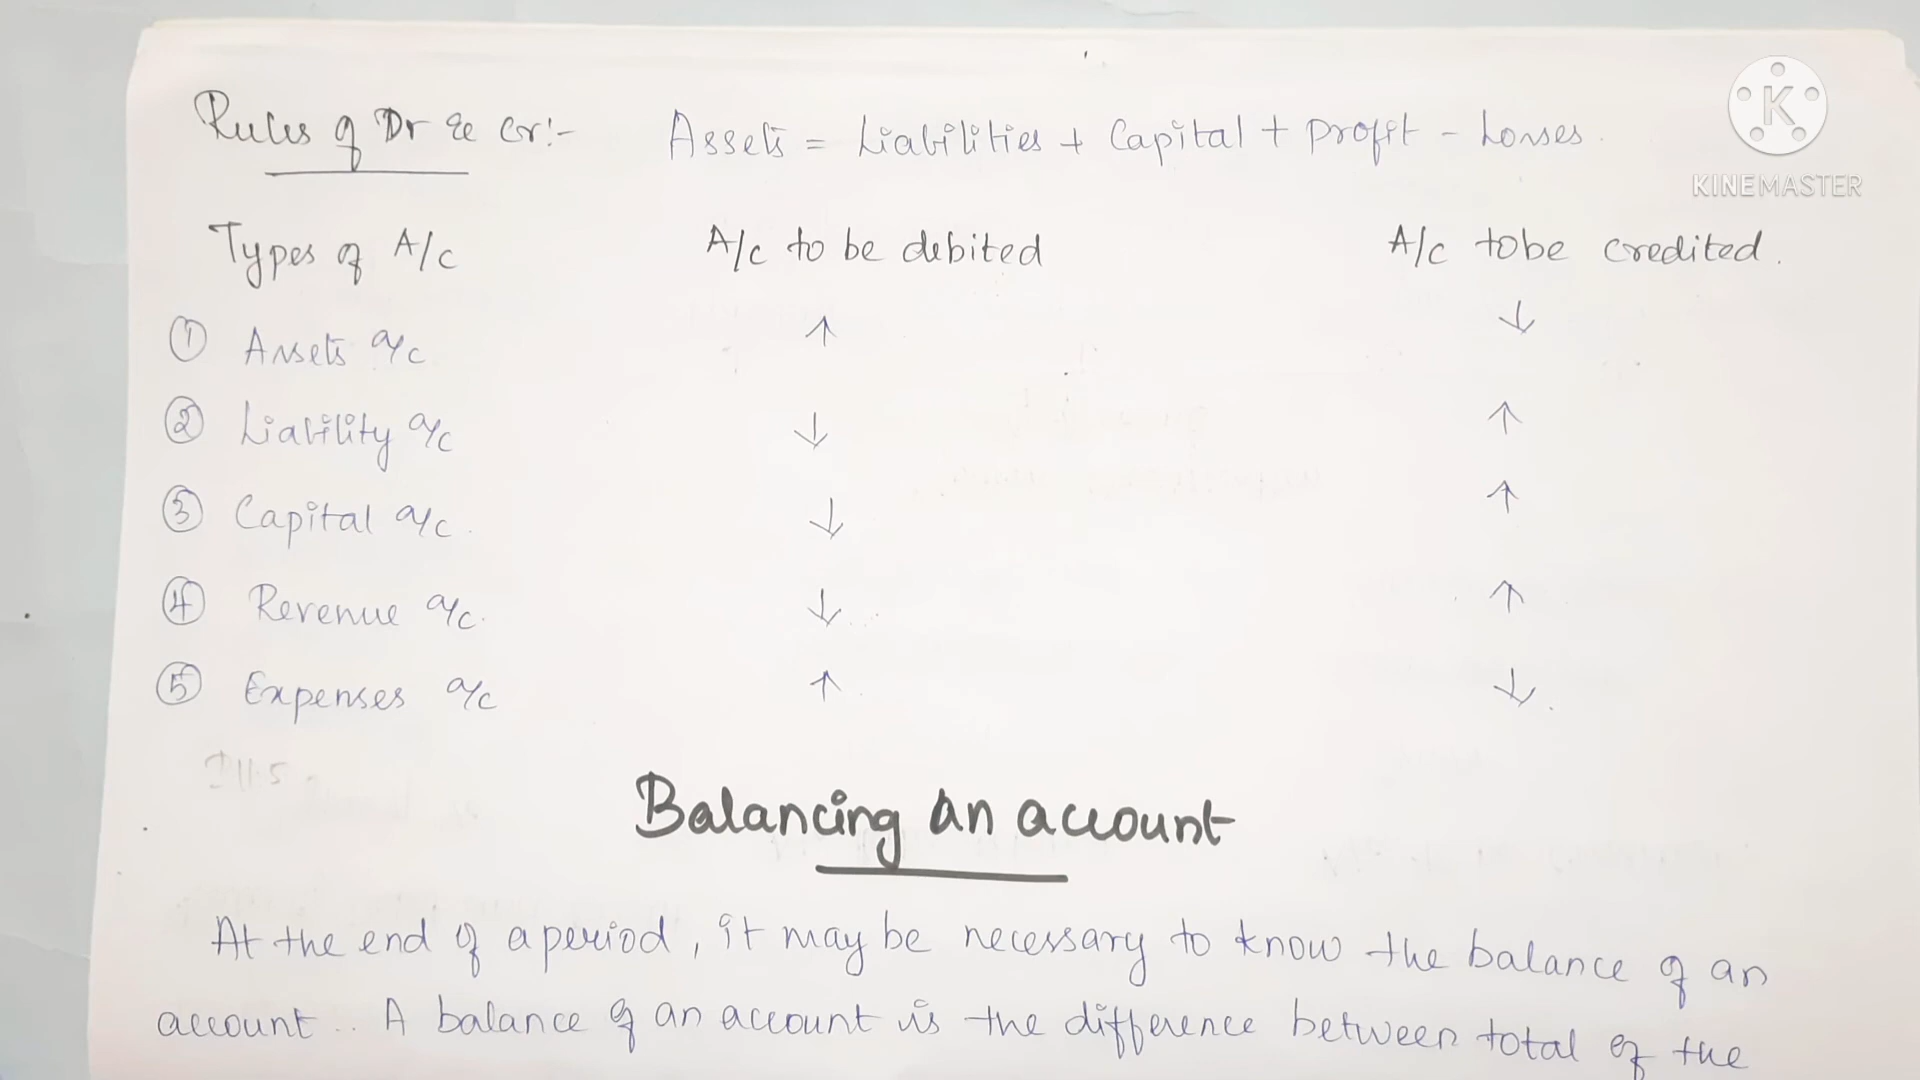 Rules of Dr & Cr:- Assets = Liabilities + Capital + Profit - Losses.
KINEMASTER
Types of A/c A/c to be debited A/c tobe credited.
① Assets a/c ↑ ↓
② Liability a/c ↓ ↑
③ Capital a/c. ↓ ↑
④ Revenue a/c. ↓ ↑
⑤ Expenses a/c ↑ ↓
Balancing an account
At the end of a period, it may be necessary to know the balance of an
account.. A balance of an account is the difference between total of the